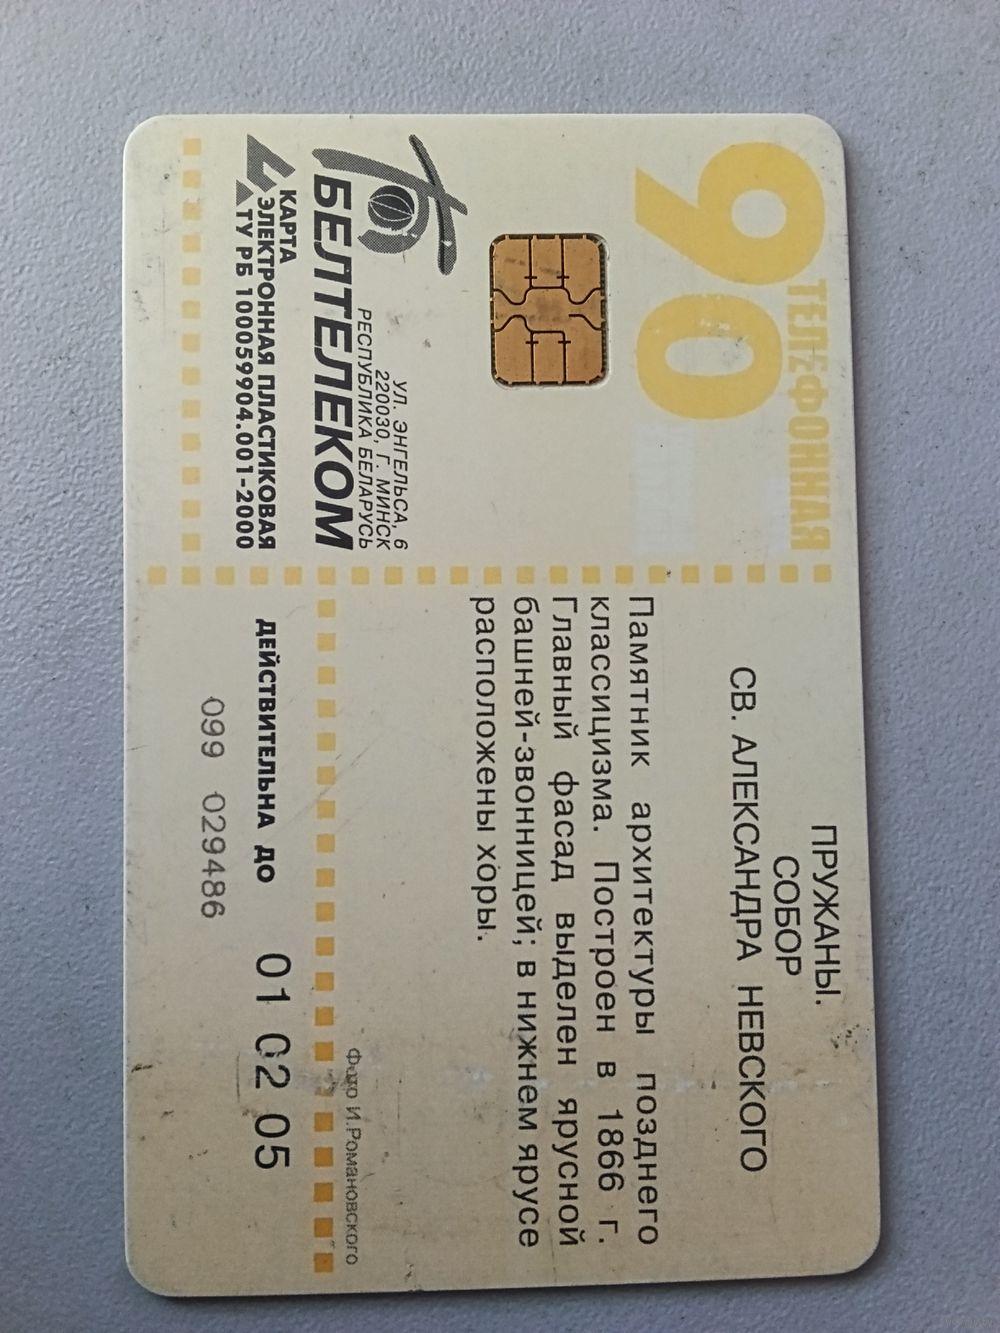 ТЕЛЕФОННАЯ
90
УЛ. ЭНГЕЛЬСА, 6
220030, Г. МИНСК
РЕСПУБЛИКА БЕЛАРУСЬ
БЕЛТЕЛЕКОМ
КАРТА
ЭЛЕКТРОННАЯ ПЛАСТИКОВАЯ
ТУ РБ 100059904.001-2000
ПРУЖАНЫ.
СОБОР
СВ. АЛЕКСАНДРА НЕВСКОГО
Памятник архитектуры позднего
классицизма. Построен в 1866 г.
Главный фасад выделен ярусной
башней-звонницей; в нижнем ярусе
расположены хоры.
Фото И.Романовского
ДЕЙСТВИТЕЛЬНА ДО 01 02 05
099 029486